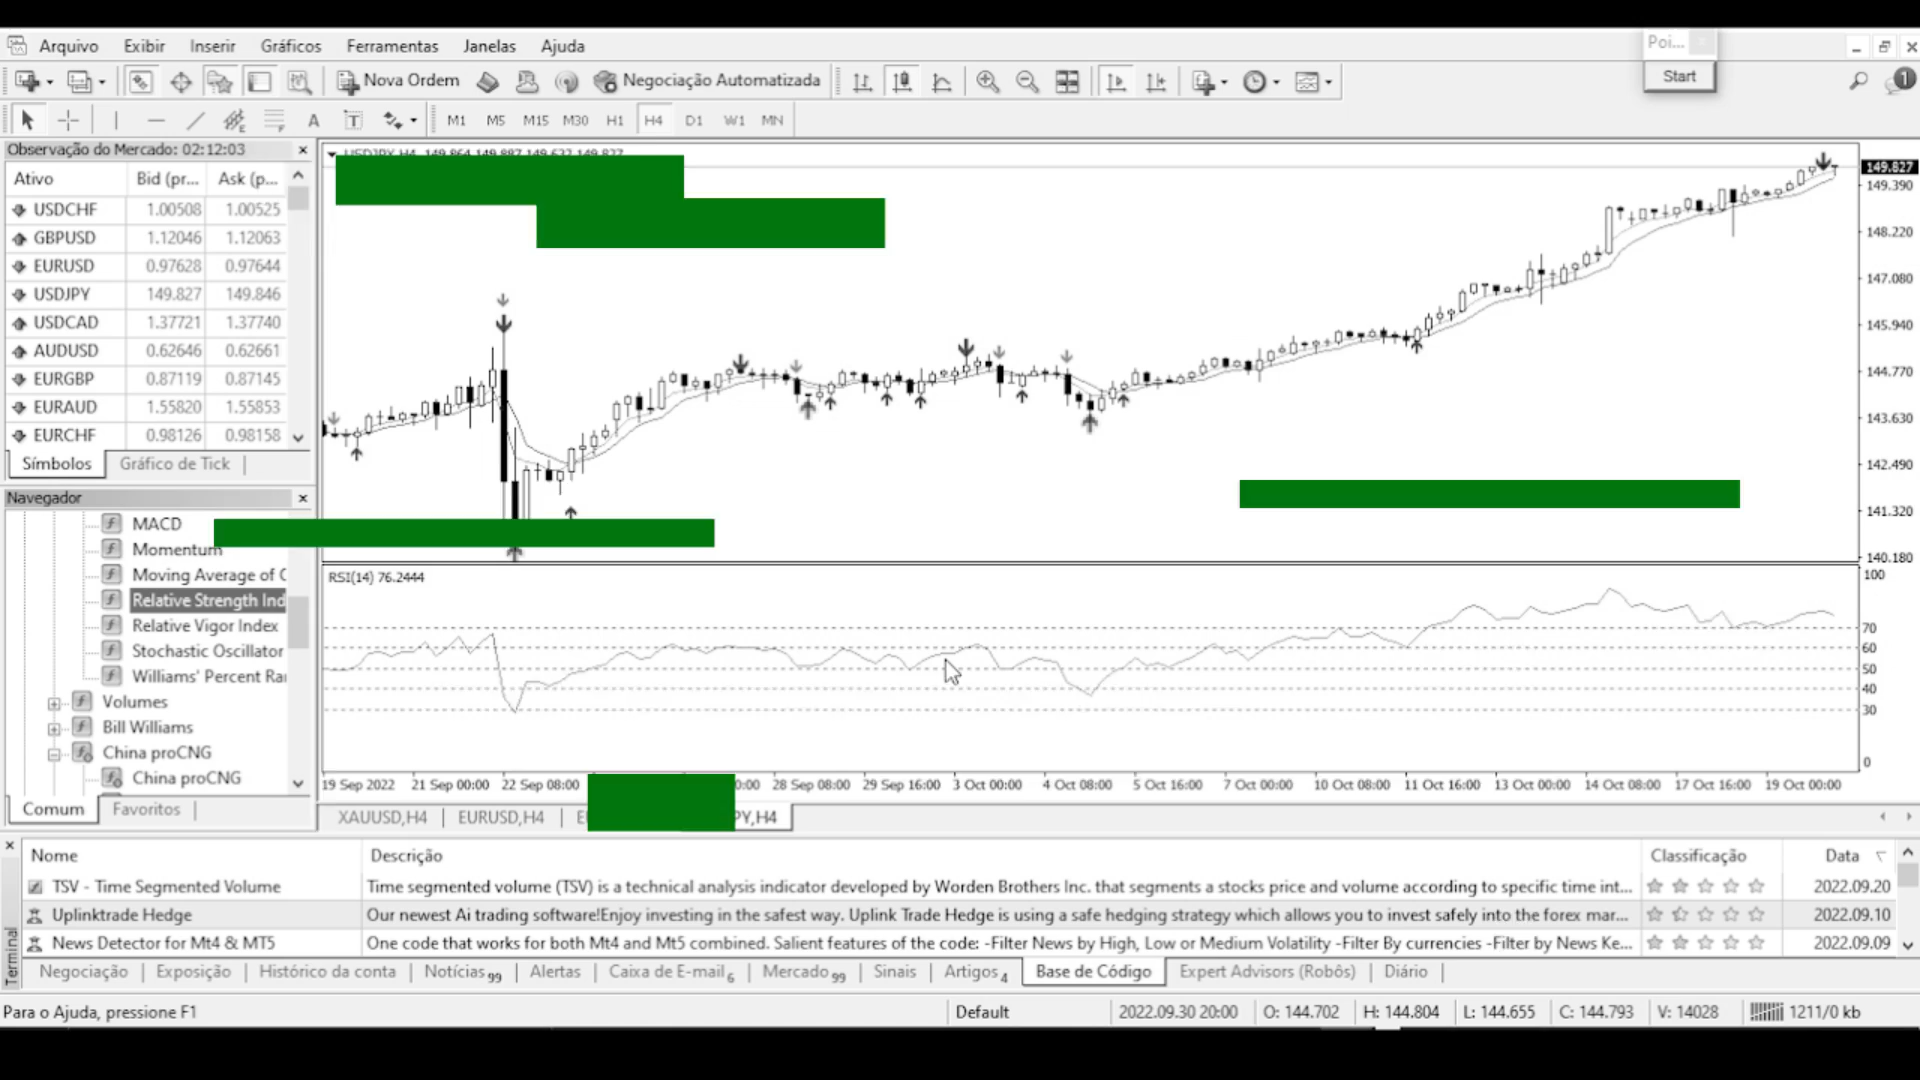 Arquivo Exibir Inserir Gráficos Ferramentas Janelas Ajuda
Poi...
Start
Nova Ordem Negociação Automatizada
1
A T M1 M5 M15 M30 H1 H4 D1 W1 MN
Observação do Mercado: 02:12:03
Ativo Bid (pr... Ask (p...
USDCHF 1.00508 1.00525
GBPUSD 1.12046 1.12063
EURUSD 0.97628 0.97644
USDJPY 149.827 149.846
USDCAD 1.37721 1.37740
AUDUSD 0.62646 0.62661
EURGBP 0.87119 0.87145
EURAUD 1.55820 1.55853
EURCHF 0.98126 0.98158
Símbolos Gráfico de Tick
Navegador
MACD
Momentum
Moving Average of
Relative Strength Ind
Relative Vigor Index
Stochastic Oscillator
Williams' Percent Ra
Volumes
Bill Williams
China proCNG
China proCNG
Comum Favoritos
USDJPY,H4 149.864 149.887 149.632 149.827
149.827
149.390
148.220
147.080
145.940
144.770
143.630
142.490
141.320
140.180
RSI(14) 76.2444
100
70
60
50
40
30
0
19 Sep 2022 21 Sep 00:00 22 Sep 08:00 0:00 28 Sep 08:00 29 Sep 16:00 3 Oct 00:00 4 Oct 08:00 5 Oct 16:00 7 Oct 00:00 10 Oct 08:00 11 Oct 16:00 13 Oct 00:00 14 Oct 08:00 17 Oct 16:00 19 Oct 00:00
XAUUSD,H4 EURUSD,H4 PY,H4
Nome Descrição Classificação Data
TSV - Time Segmented Volume Time segmented volume (TSV) is a technical analysis indicator developed by Worden Brothers Inc. that segments a stocks price and volume according to specific time int... 2022.09.20
Uplinktrade Hedge Our newest Ai trading software!Enjoy investing in the safest way. Uplink Trade Hedge is using a safe hedging strategy which allows you to invest safely into the forex mar... 2022.09.10
News Detector for Mt4 & MT5 One code that works for both Mt4 and Mt5 combined. Salient features of the code: -Filter News by High, Low or Medium Volatility -Filter By currencies -Filter by News Ke... 2022.09.09
Terminal
Negociação Exposição Histórico da conta Notícias 99 Alertas Caixa de E-mail 6 Mercado 99 Sinais Artigos 4 Base de Código Expert Advisors (Robôs) Diário
Para o Ajuda, pressione F1 Default 2022.09.30 20:00 O: 144.702 H: 144.804 L: 144.655 C: 144.793 V: 14028 1211/0 kb